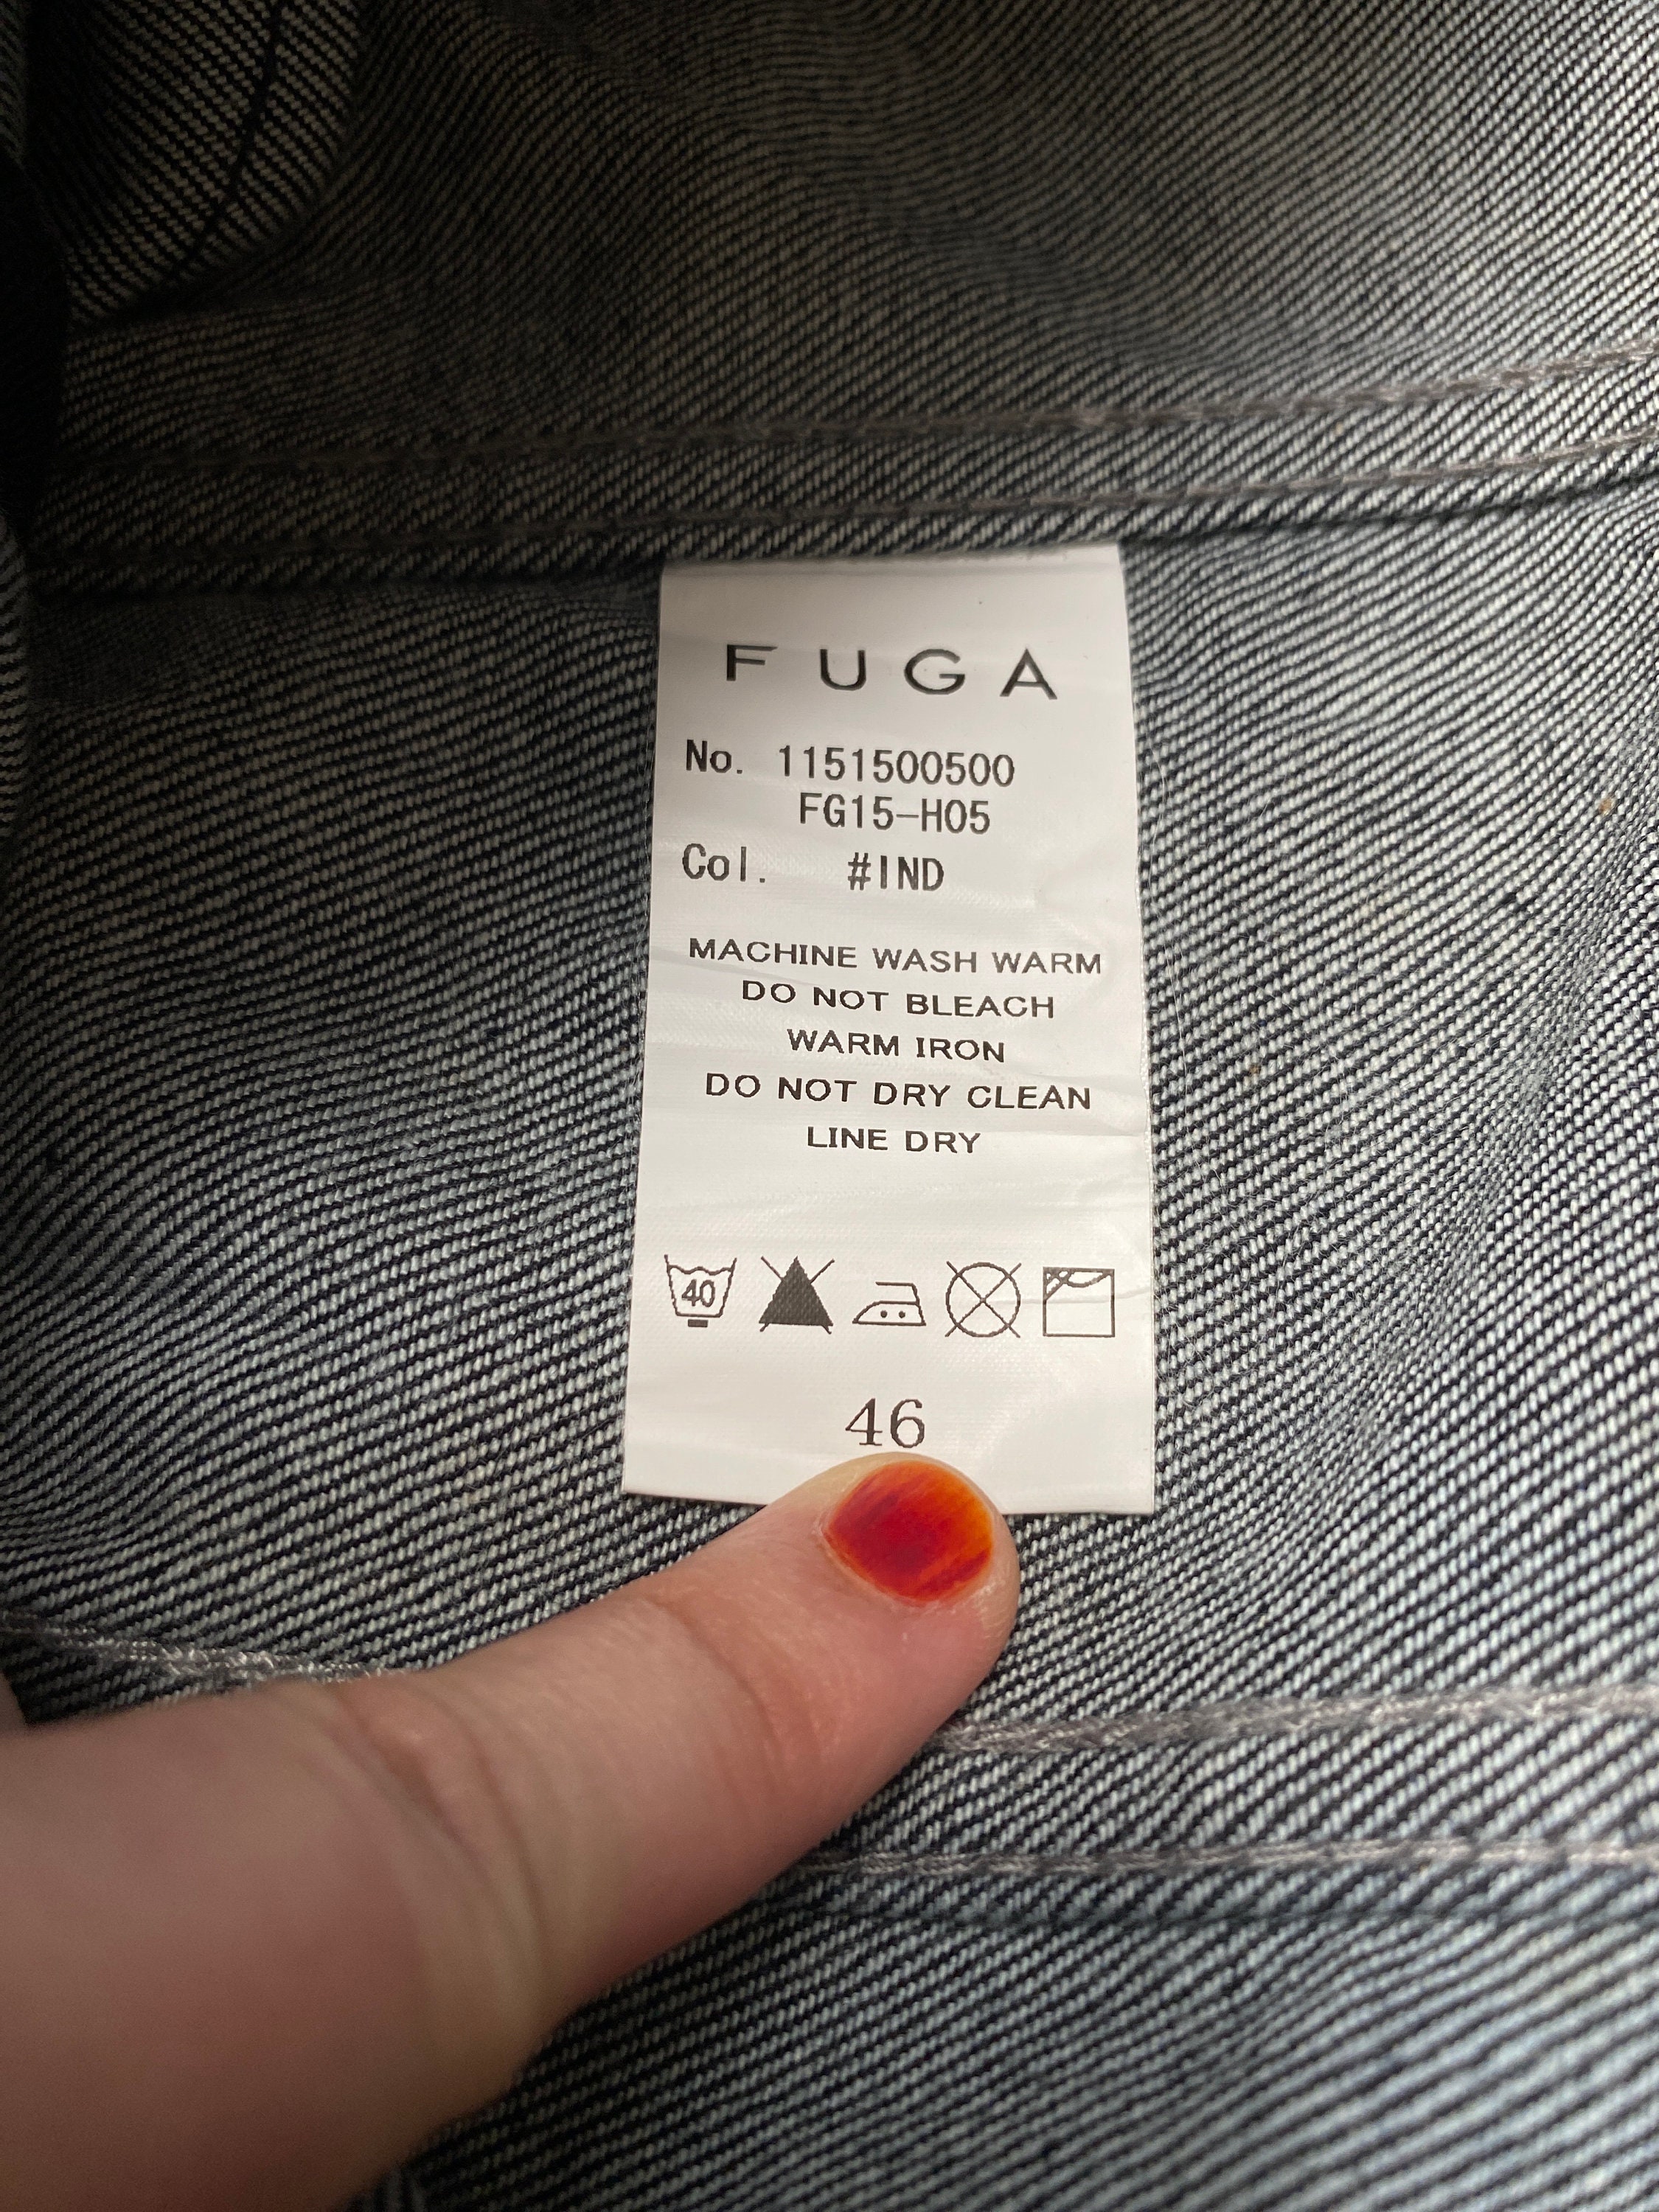 FUGA
No. 1151500500
FG15-H05
Col. #IND
MACHINE WASH WARM
DO NOT BLEACH
WARM IRON
DO NOT DRY CLEAN
LINE DRY
40
46